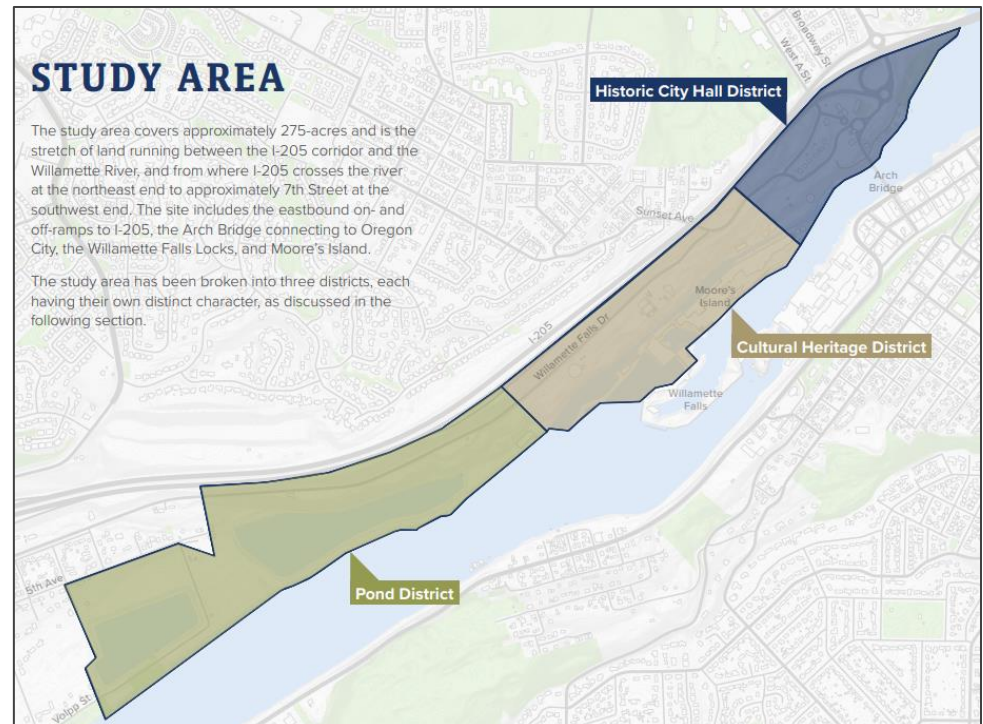 STUDY AREA
The study area covers approximately 275-acres and is the
stretch of land running between the I-205 corridor and the
Willamette River, and from where I-205 crosses the river
at the northeast end to approximately 7th Street at the
southwest end. The site includes the eastbound on- and
off-ramps to I-205, the Arch Bridge connecting to Oregon
City, the Willamette Falls Locks, and Moore's Island.
The study area has been broken into three districts, each
having their own distinct character, as discussed in the
following section.
Broadway St
West A St
Historic City Hall District
Arch
Bridge
Sunset Ave
Moore's
Island
I-205
Willamette Falls Dr
Cultural Heritage District
Willamette
Falls
5th Ave
Pond District
Volpp St